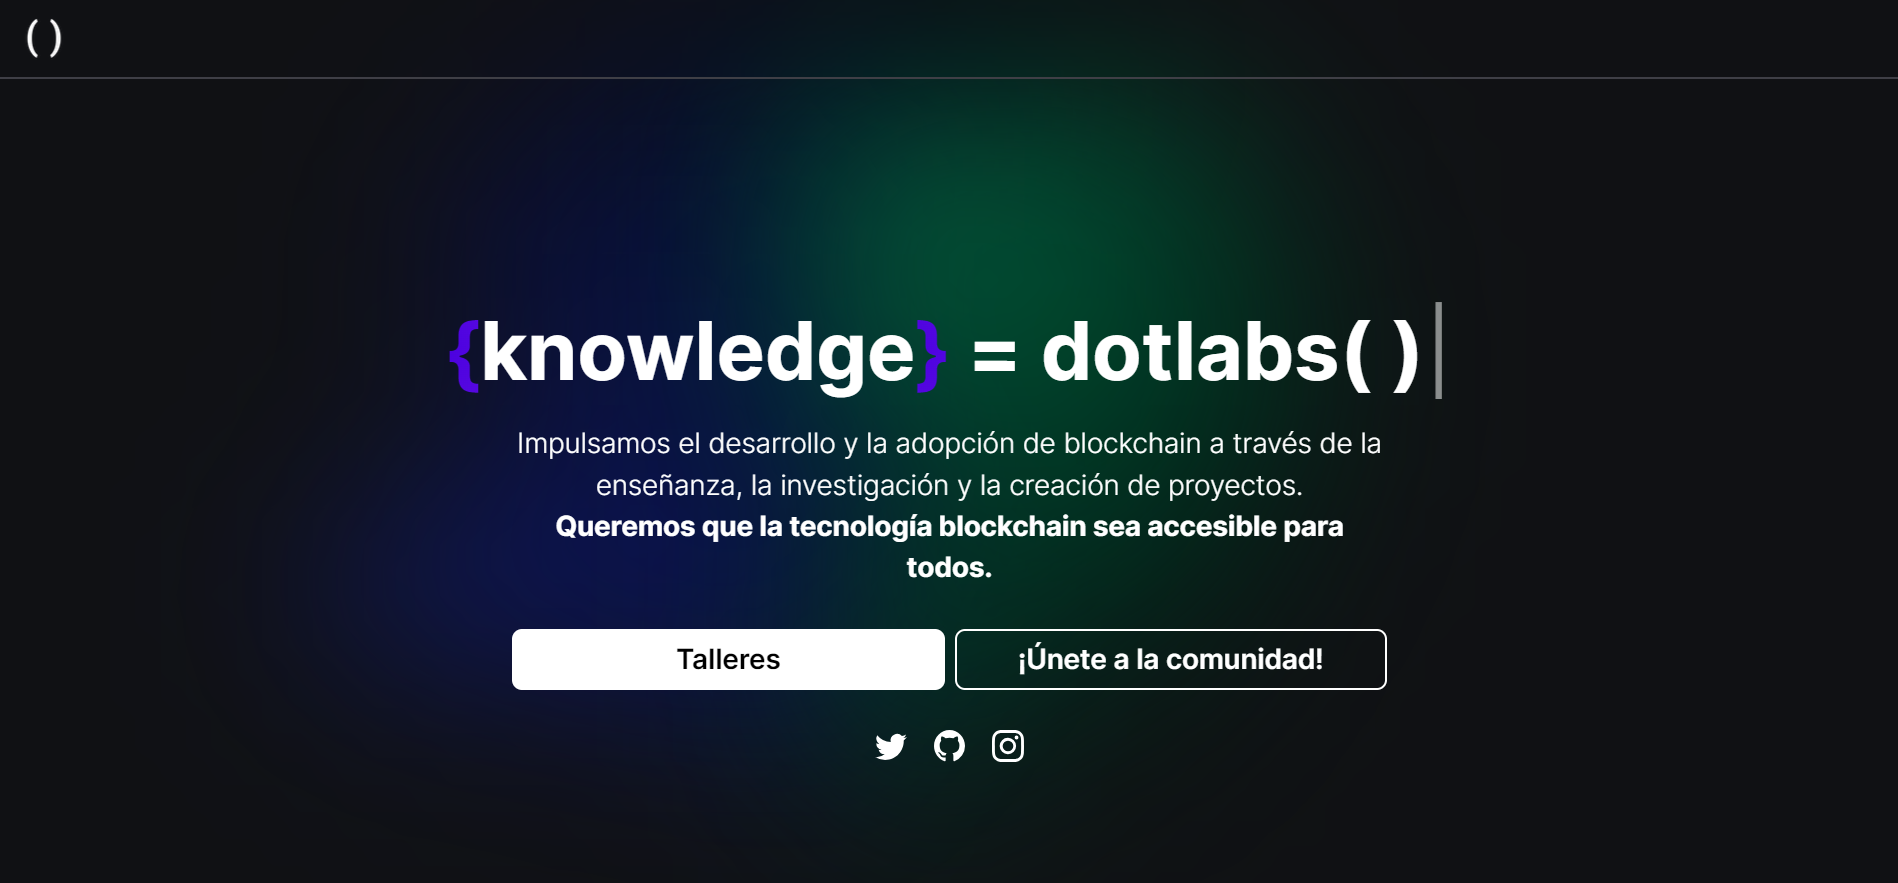 ( )
{knowledge} = dotlabs( )
Impulsamos el desarrollo y la adopción de blockchain a través de la
enseñanza, la investigación y la creación de proyectos.
Queremos que la tecnología blockchain sea accesible para
todos.
Talleres
¡Únete a la comunidad!